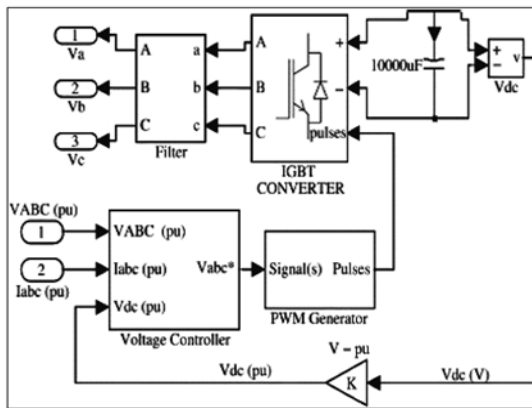 1
Va
2
Vb
3
Vc
A
B
C
a
b
c
Filter
A
B
C
+
−
pulses
IGBT
CONVERTER
10000uF
+
−
v
Vdc
VABC (pu)
1
2
Iabc (pu)
VABC (pu)
Iabc (pu)
Vdc (pu)
Vabc*
Voltage Controller
Signal(s) Pulses
PWM Generator
V – pu
K
Vdc (pu)
Vdc (V)